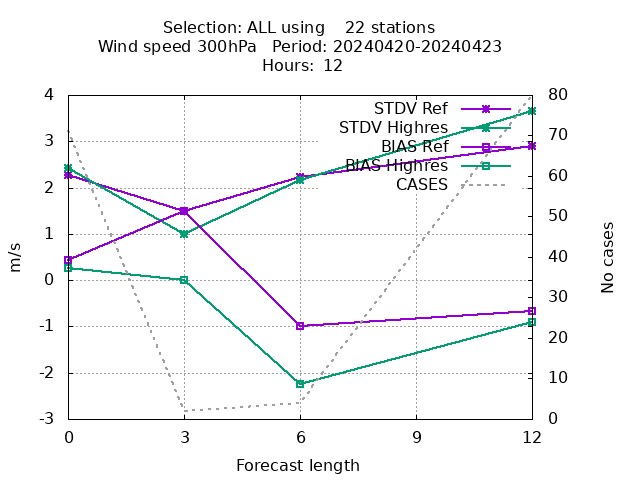 Selection: ALL using    22 stations
Wind speed 300hPa   Period: 20240420-20240423
Hours: 12
STDV Ref
STDV Highres
BIAS Ref
BIAS Highres
CASES
4
3
2
1
0
-1
-2
-3
80
70
60
50
40
30
20
10
0
m/s
No cases
0 3 6 9 12
Forecast length